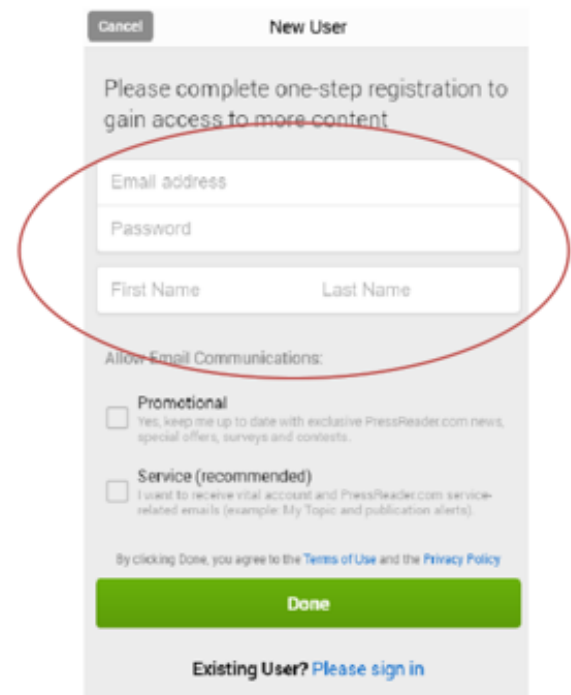 Cancel New User
Please complete one-step registration to
gain access to more content
Email address
Password
First Name Last Name
Allow Email Communications:
Promotional
Yes, keep me up to date with exclusive PressReader.com news,
special offers, surveys and contests.
Service (recommended)
I want to receive vital account and PressReader.com service-
related emails (example: My Topic and publication alerts).
By clicking Done, you agree to the Terms of Use and the Privacy Policy
Done
Existing User? Please sign in